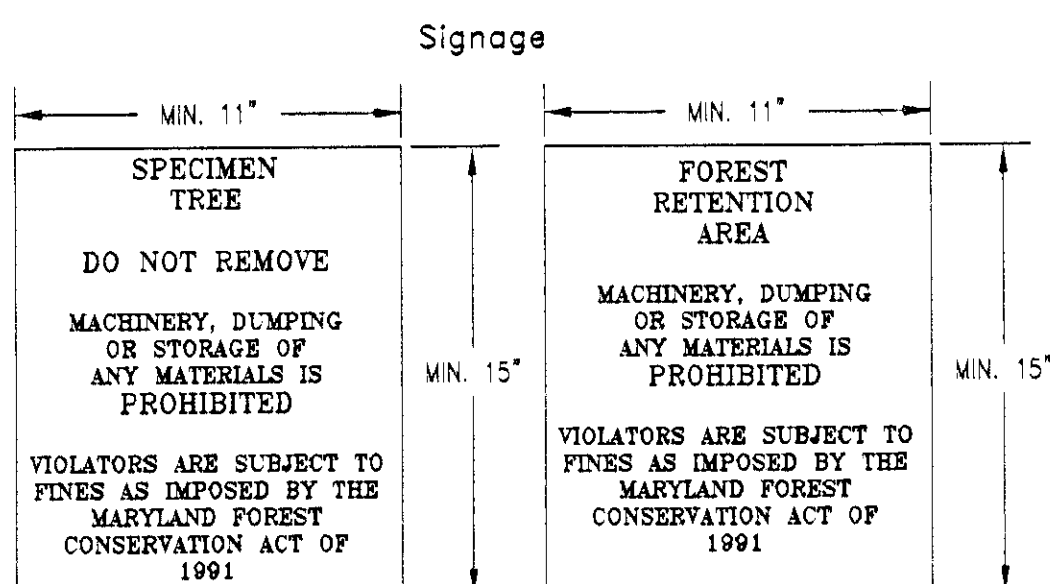 Signage
MIN. 11"
SPECIMEN
TREE
DO NOT REMOVE
MACHINERY, DUMPING
OR STORAGE OF
ANY MATERIALS IS
PROHIBITED
VIOLATORS ARE SUBJECT TO
FINES AS IMPOSED BY THE
MARYLAND FOREST
CONSERVATION ACT OF
1991
MIN. 15"
MIN. 11"
FOREST
RETENTION
AREA
MACHINERY, DUMPING
OR STORAGE OF
ANY MATERIALS IS
PROHIBITED
VIOLATORS ARE SUBJECT TO
FINES AS IMPOSED BY THE
MARYLAND FOREST
CONSERVATION ACT OF
1991
MIN. 15"